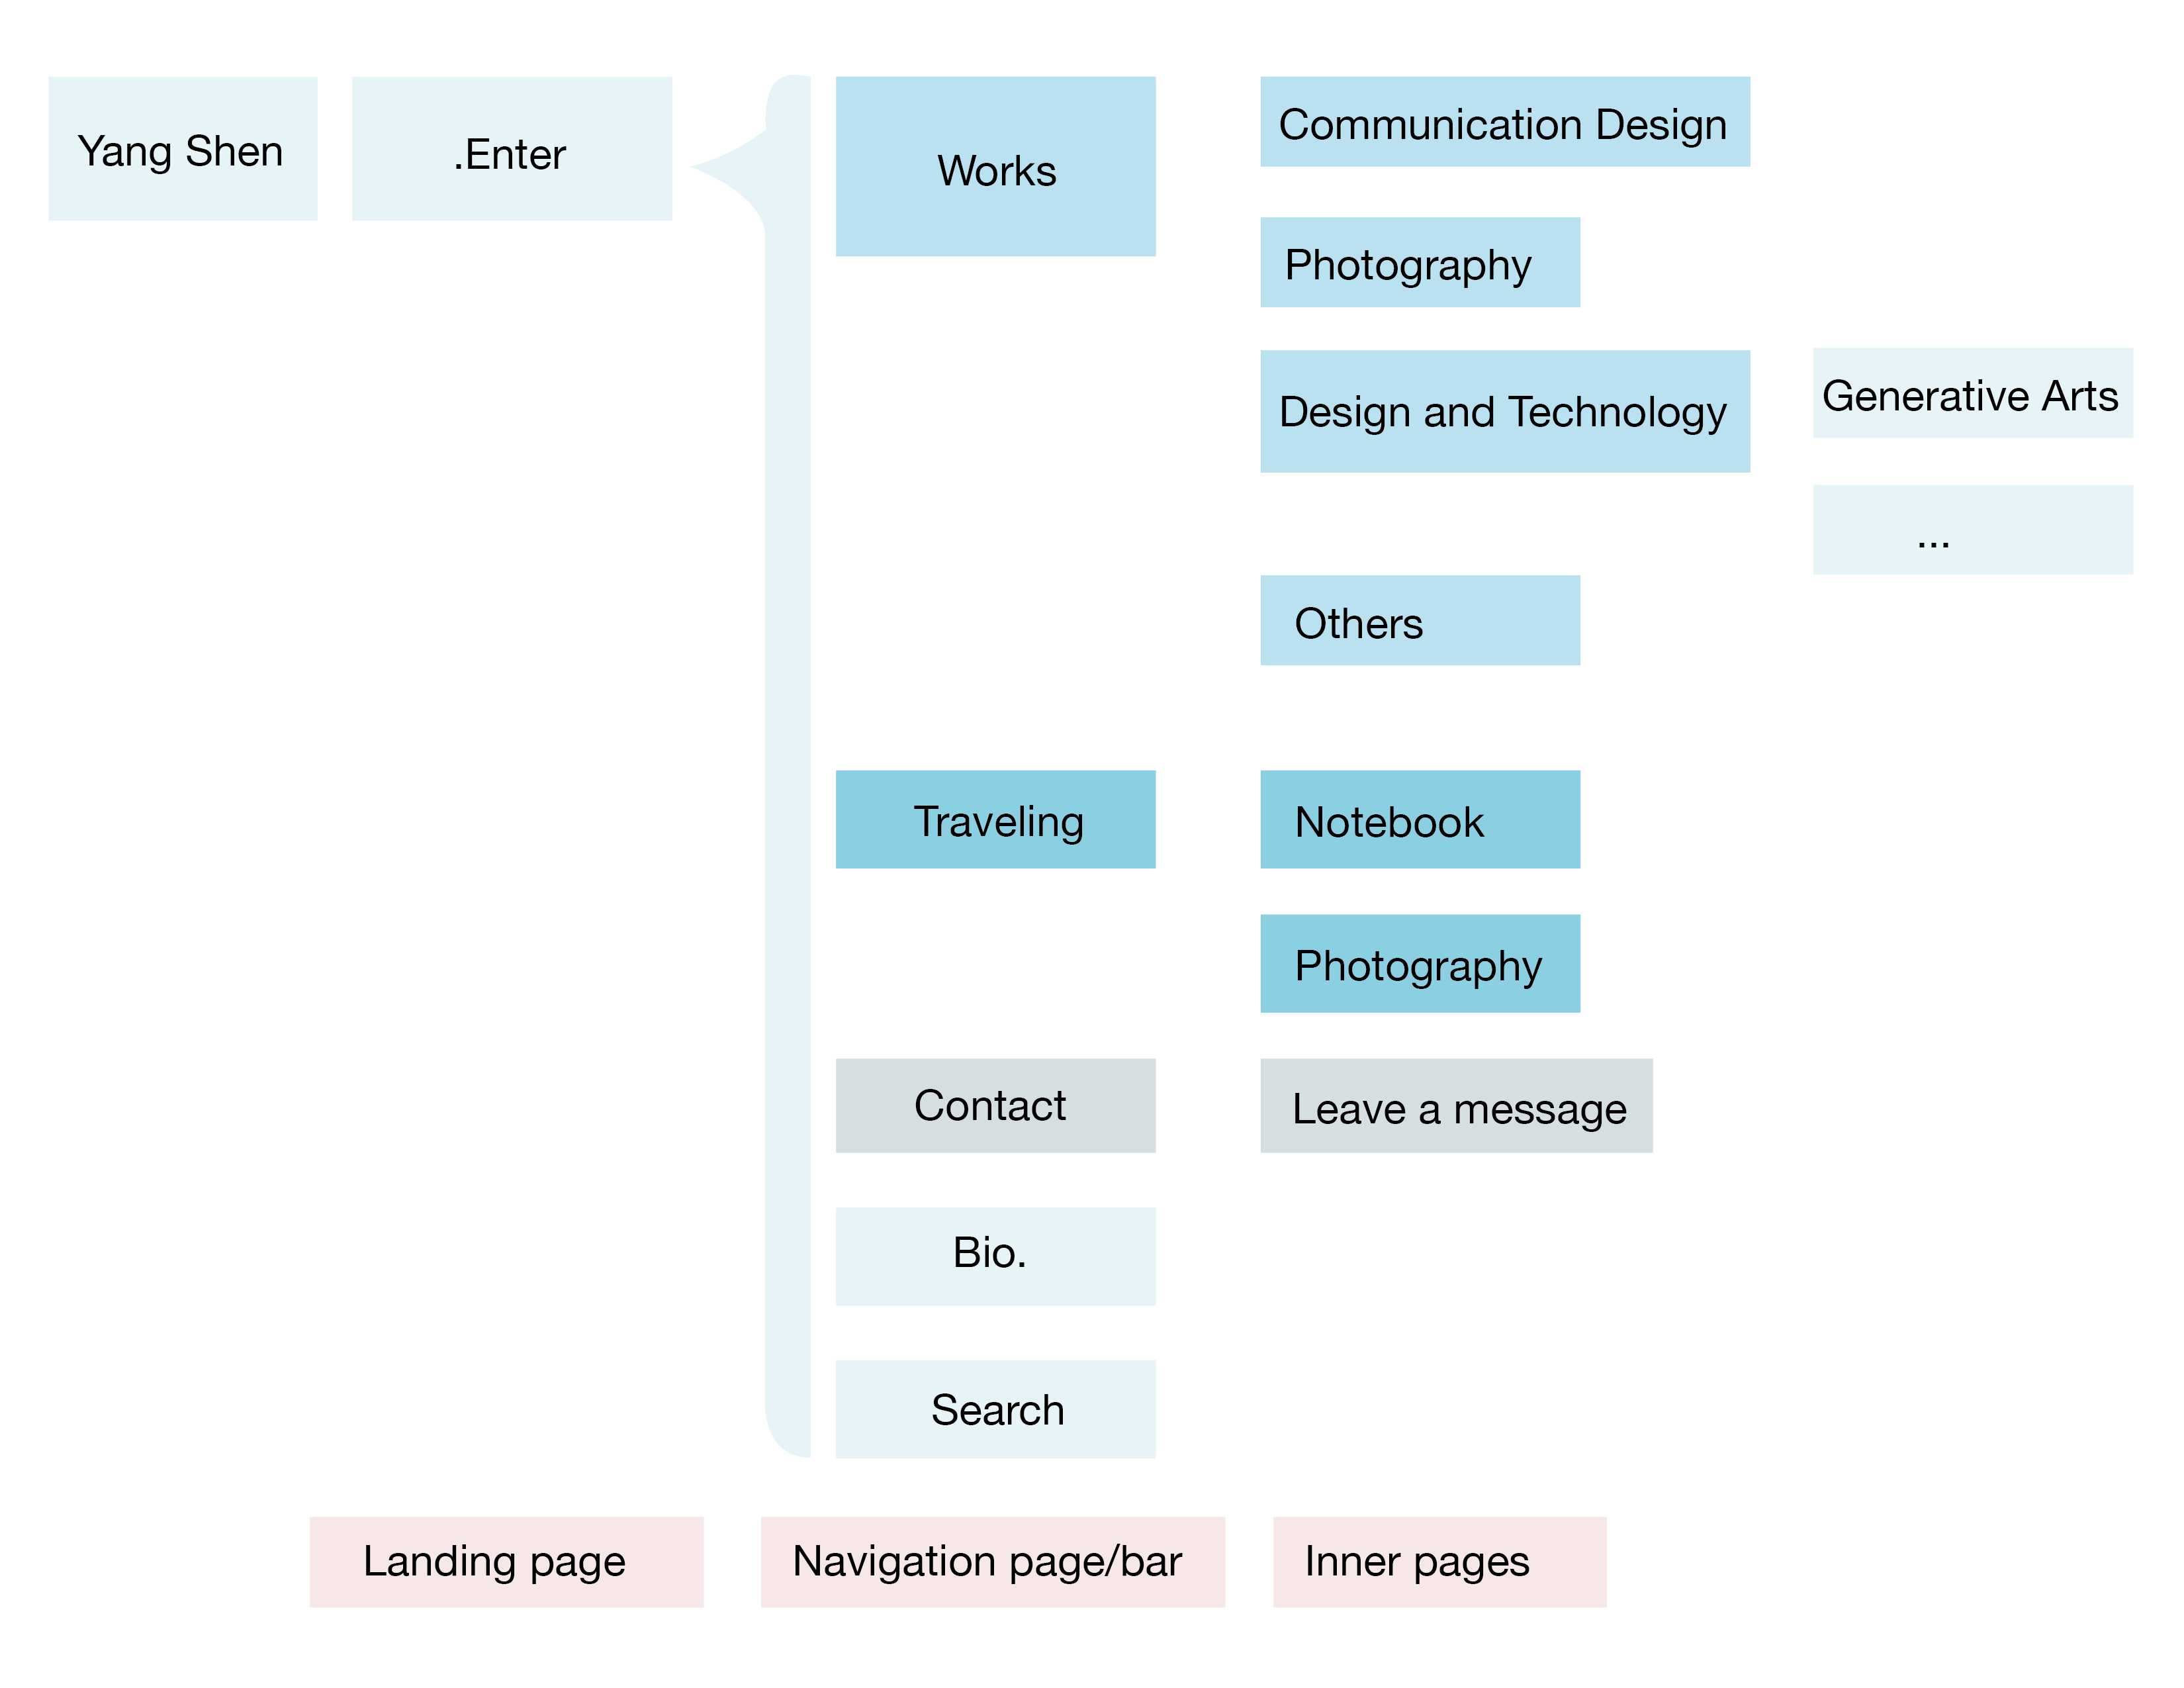 Yang Shen
.Enter
Works
Communication Design
Photography
Design and Technology
Generative Arts
...
Others
Traveling
Notebook
Photography
Contact
Leave a message
Bio.
Search
Landing page
Navigation page/bar
Inner pages